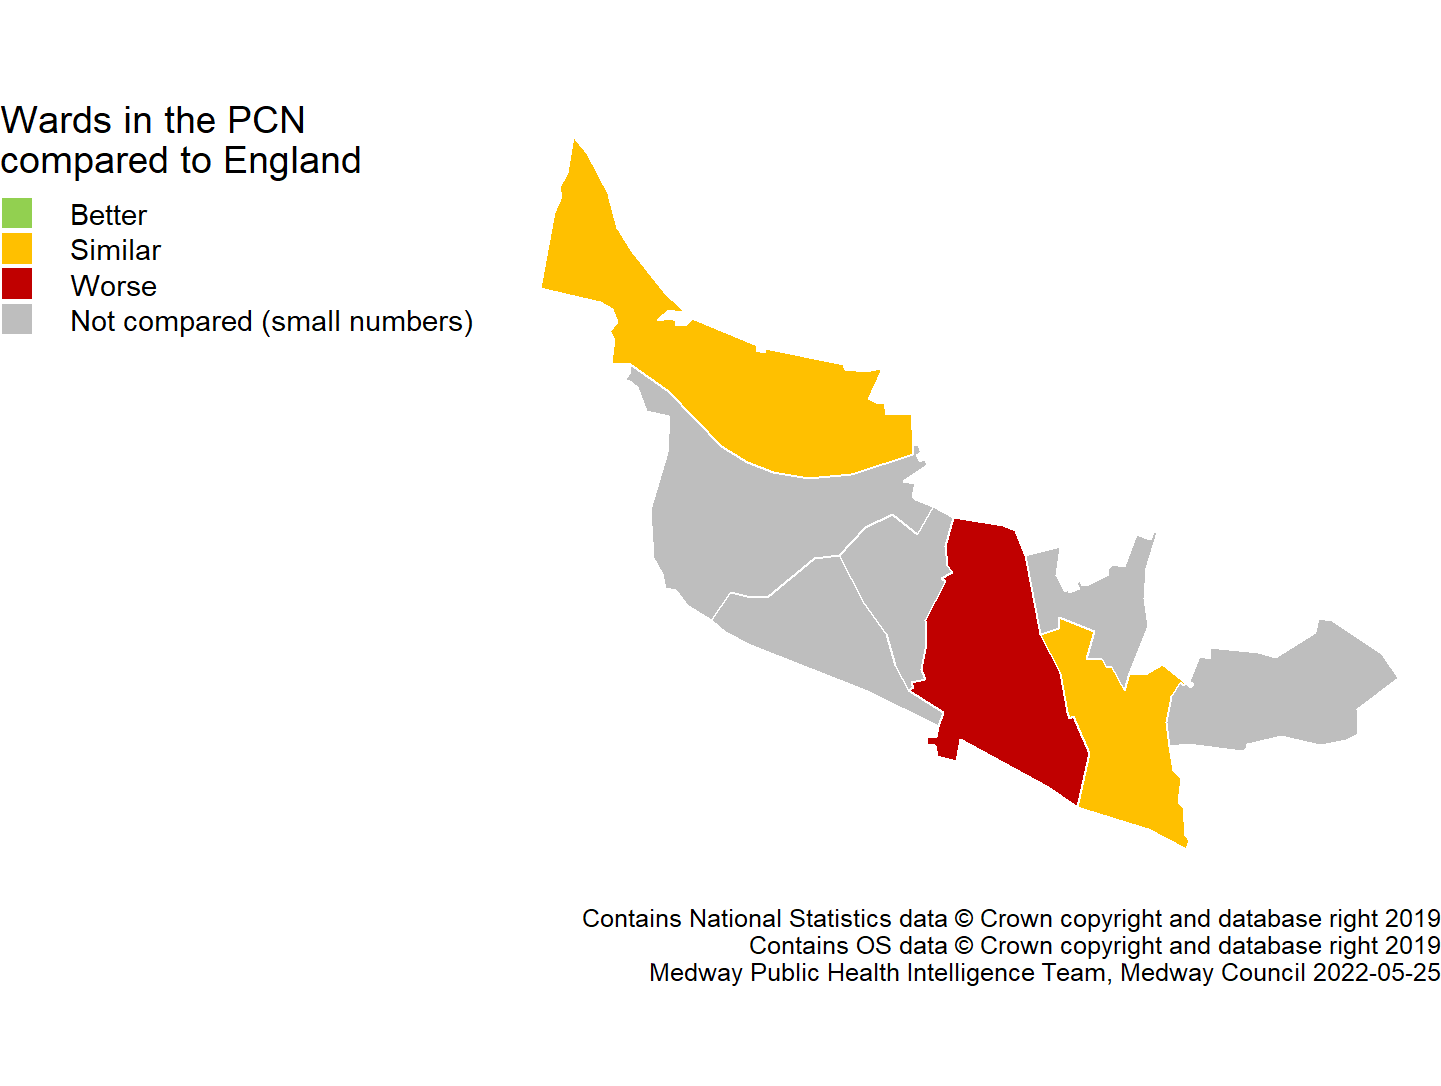 Wards in the PCN
compared to England
Better
Similar
Worse
Not compared (small numbers)
Contains National Statistics data © Crown copyright and database right 2019
Contains OS data © Crown copyright and database right 2019
Medway Public Health Intelligence Team, Medway Council 2022-05-25